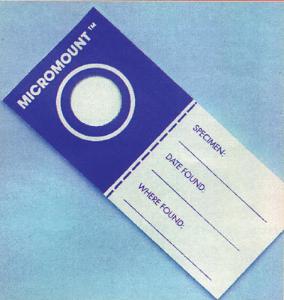 MICROMOUNT™
SPECIMEN:
DATE FOUND:
WHERE FOUND: